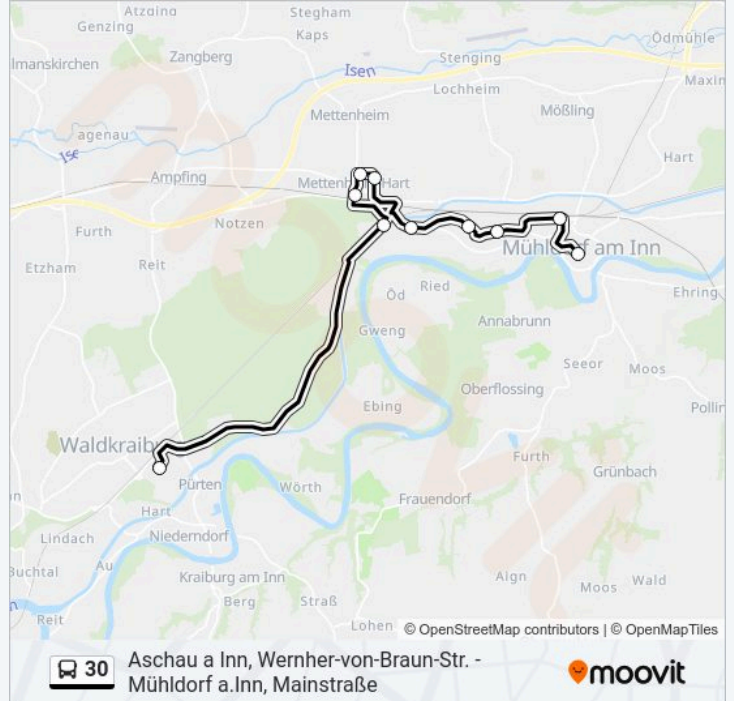 Atzging
Stegham
Genzing
Kaps
Ödmühle
Zangberg
Stenging
lmanskirchen
Isen
Maxin
Lochheim
Mettenheim
Mößling
agenau
Ise
Hart
Ampfing
Mettenh
Hart
Furth
Notzen
Mühldorf am Inn
Etzham
Reit
Ried
Öd
Ehring
Annabrunn
Gweng
Seeor
Moos
Oberflossing
Ebing
Pollin
Waldkraibu
Furth
Grünbach
Pürten
Wörth
Frauendorf
Hart
Niederndorf
Lindach
Au
Buchtal
Kraiburg am Inn
Algn
Moos
Wald
n
Berg
Straß
Reit
Lohen
© OpenStreetMap contributors | © OpenMapTiles
30
Aschau a Inn, Wernher-von-Braun-Str. -
Mühldorf a.Inn, Mainstraße
moovit